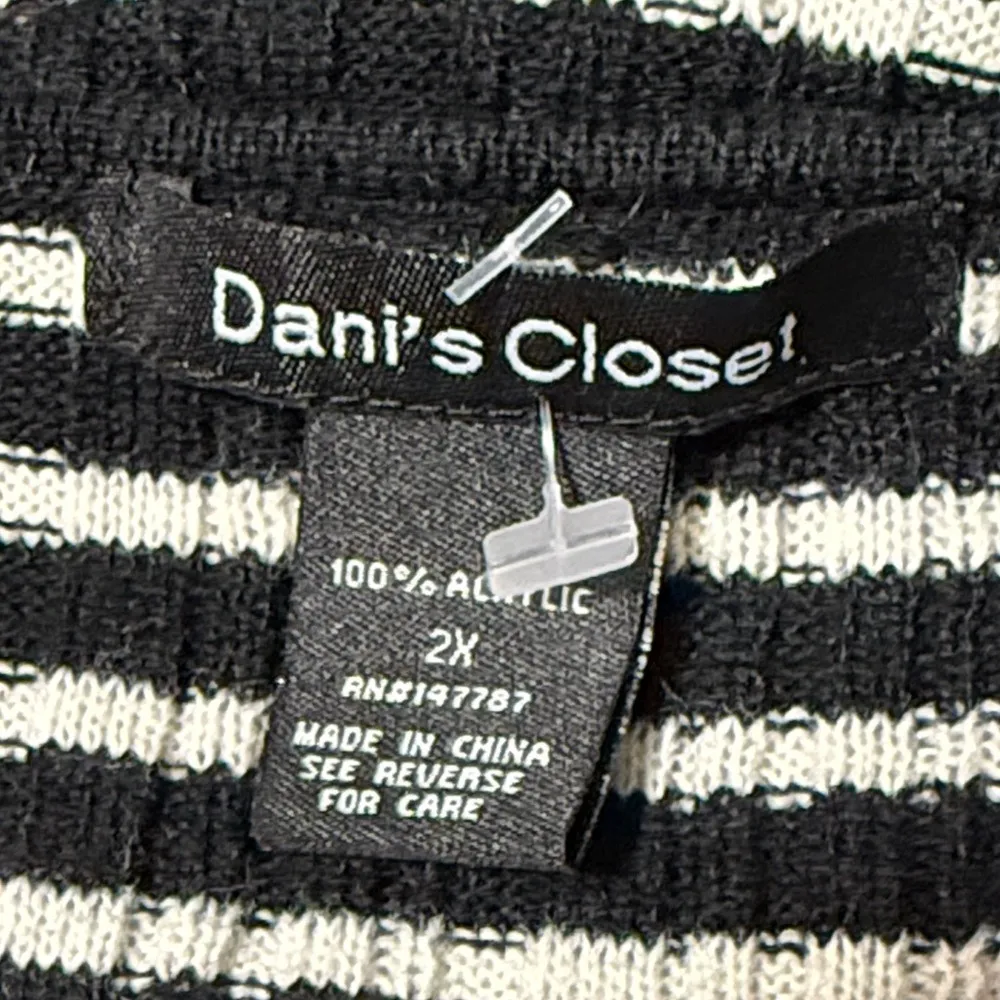 Dani's Closet
100% ACRYLIC
2X
RN#147787
MADE IN CHINA
SEE REVERSE
FOR CARE